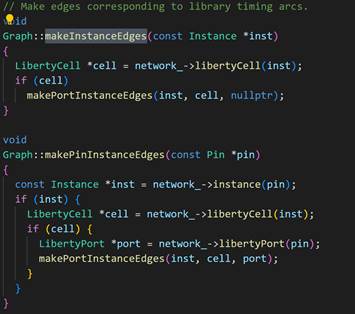 // Make edges corresponding to library timing arcs.
void
Graph::makeInstanceEdges(const Instance *inst)
{
  LibertyCell *cell = network_->libertyCell(inst);
  if (cell)
    makePortInstanceEdges(inst, cell, nullptr);
}

void
Graph::makePinInstanceEdges(const Pin *pin)
{
  const Instance *inst = network_->instance(pin);
  if (inst) {
    LibertyCell *cell = network_->libertyCell(inst);
    if (cell) {
      LibertyPort *port = network_->libertyPort(pin);
      makePortInstanceEdges(inst, cell, port);
    }
  }
}